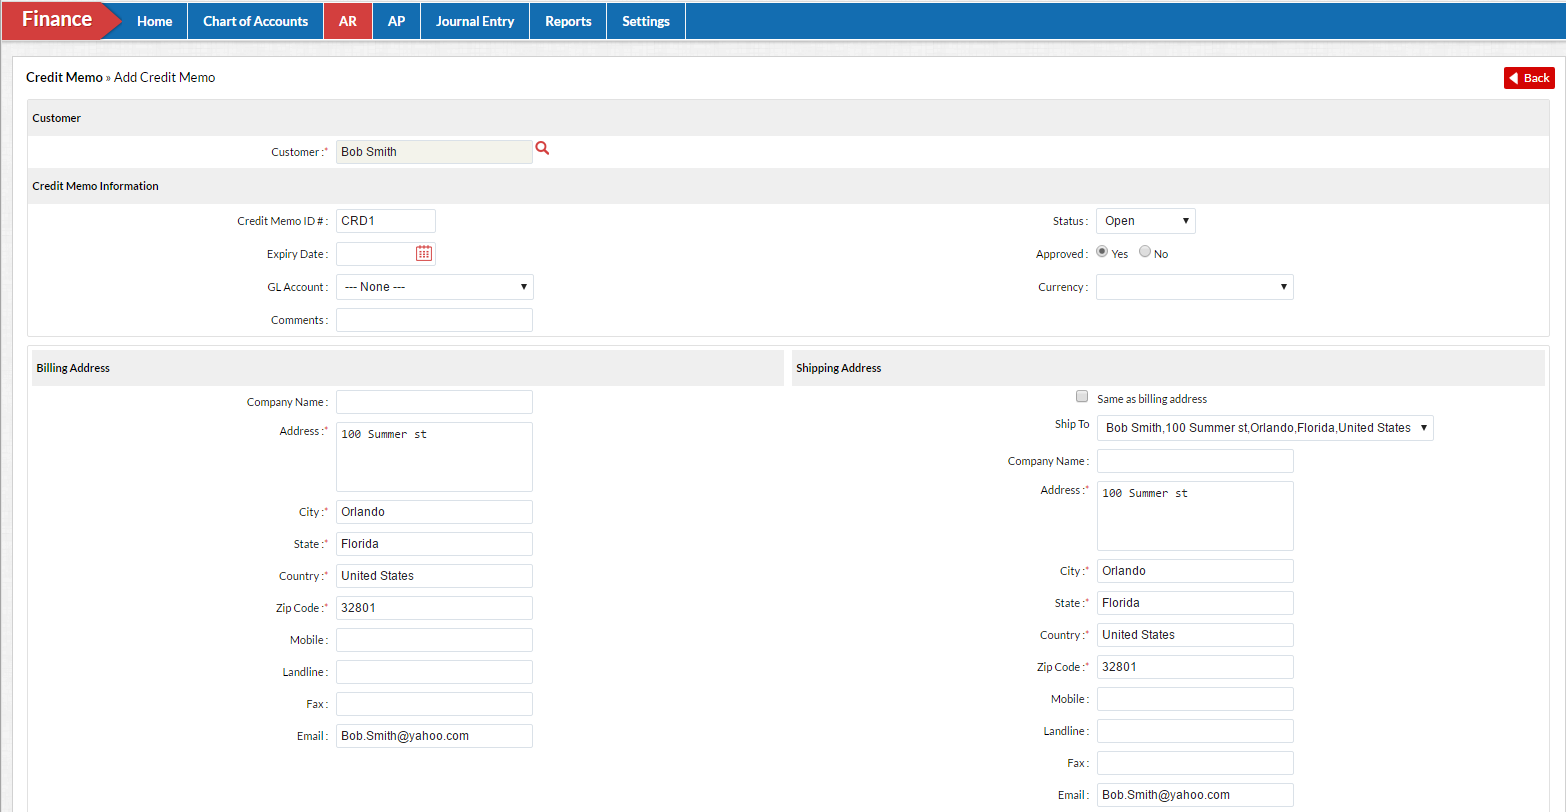 Finance Home Chart of Accounts AR AP Journal Entry Reports Settings
Credit Memo » Add Credit Memo Back
Customer
Customer :* Bob Smith
Credit Memo Information
Credit Memo ID # : CRD1 Status : Open
Expiry Date : Approved : Yes No
GL Account : --- None --- Currency :
Comments :
Billing Address
Company Name :
Address :* 100 Summer st
City :* Orlando
State :* Florida
Country :* United States
Zip Code :* 32801
Mobile :
Landline :
Fax :
Email : Bob.Smith@yahoo.com
Shipping Address
Same as billing address
Ship To Bob Smith,100 Summer st,Orlando,Florida,United States
Company Name :
Address :* 100 Summer st
City :* Orlando
State :* Florida
Country :* United States
Zip Code :* 32801
Mobile :
Landline :
Fax :
Email : Bob.Smith@yahoo.com